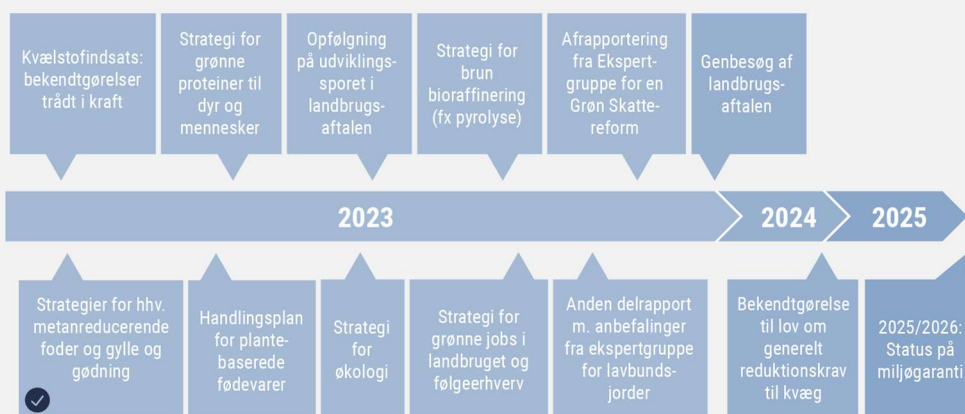 Kvælstofindsats:
bekendtgørelser
trådt i kraft
Strategi for
grønne
proteiner til
dyr og
mennesker
Opfølgning
på udviklings-
sporet i
landbrugs-
aftalen
Strategi for
brun
bioraffinering
(fx pyrolyse)
Afrapportering
fra Ekspert-
gruppe for en
Grøn Skatte-
reform
Genbesøg af
landbrugs-
aftalen
2023
2024
2025
Strategier for hhv.
metanreducerende
foder og gylle og
gødning
Handlingsplan
for plante-
baserede
fødevarer
Strategi
for
økologi
Strategi for
grønne jobs i
landbruget og
følgeerhverv
Anden delrapport
m. anbefalinger
fra ekspertgruppe
for lavbunds-
jorder
Bekendtgørelse
til lov om
generelt
reduktionskrav
til kvæg
2025/2026:
Status på
miljøgaranti